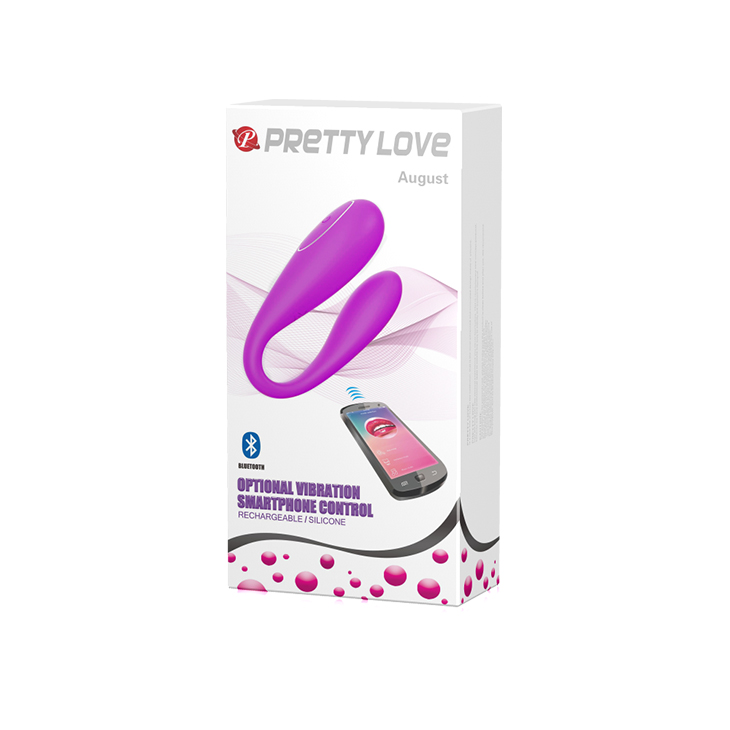 P PRETTY LOVE
August
BLUETOOTH
OPTIONAL VIBRATION
SMARTPHONE CONTROL
RECHARGEABLE / SILICONE